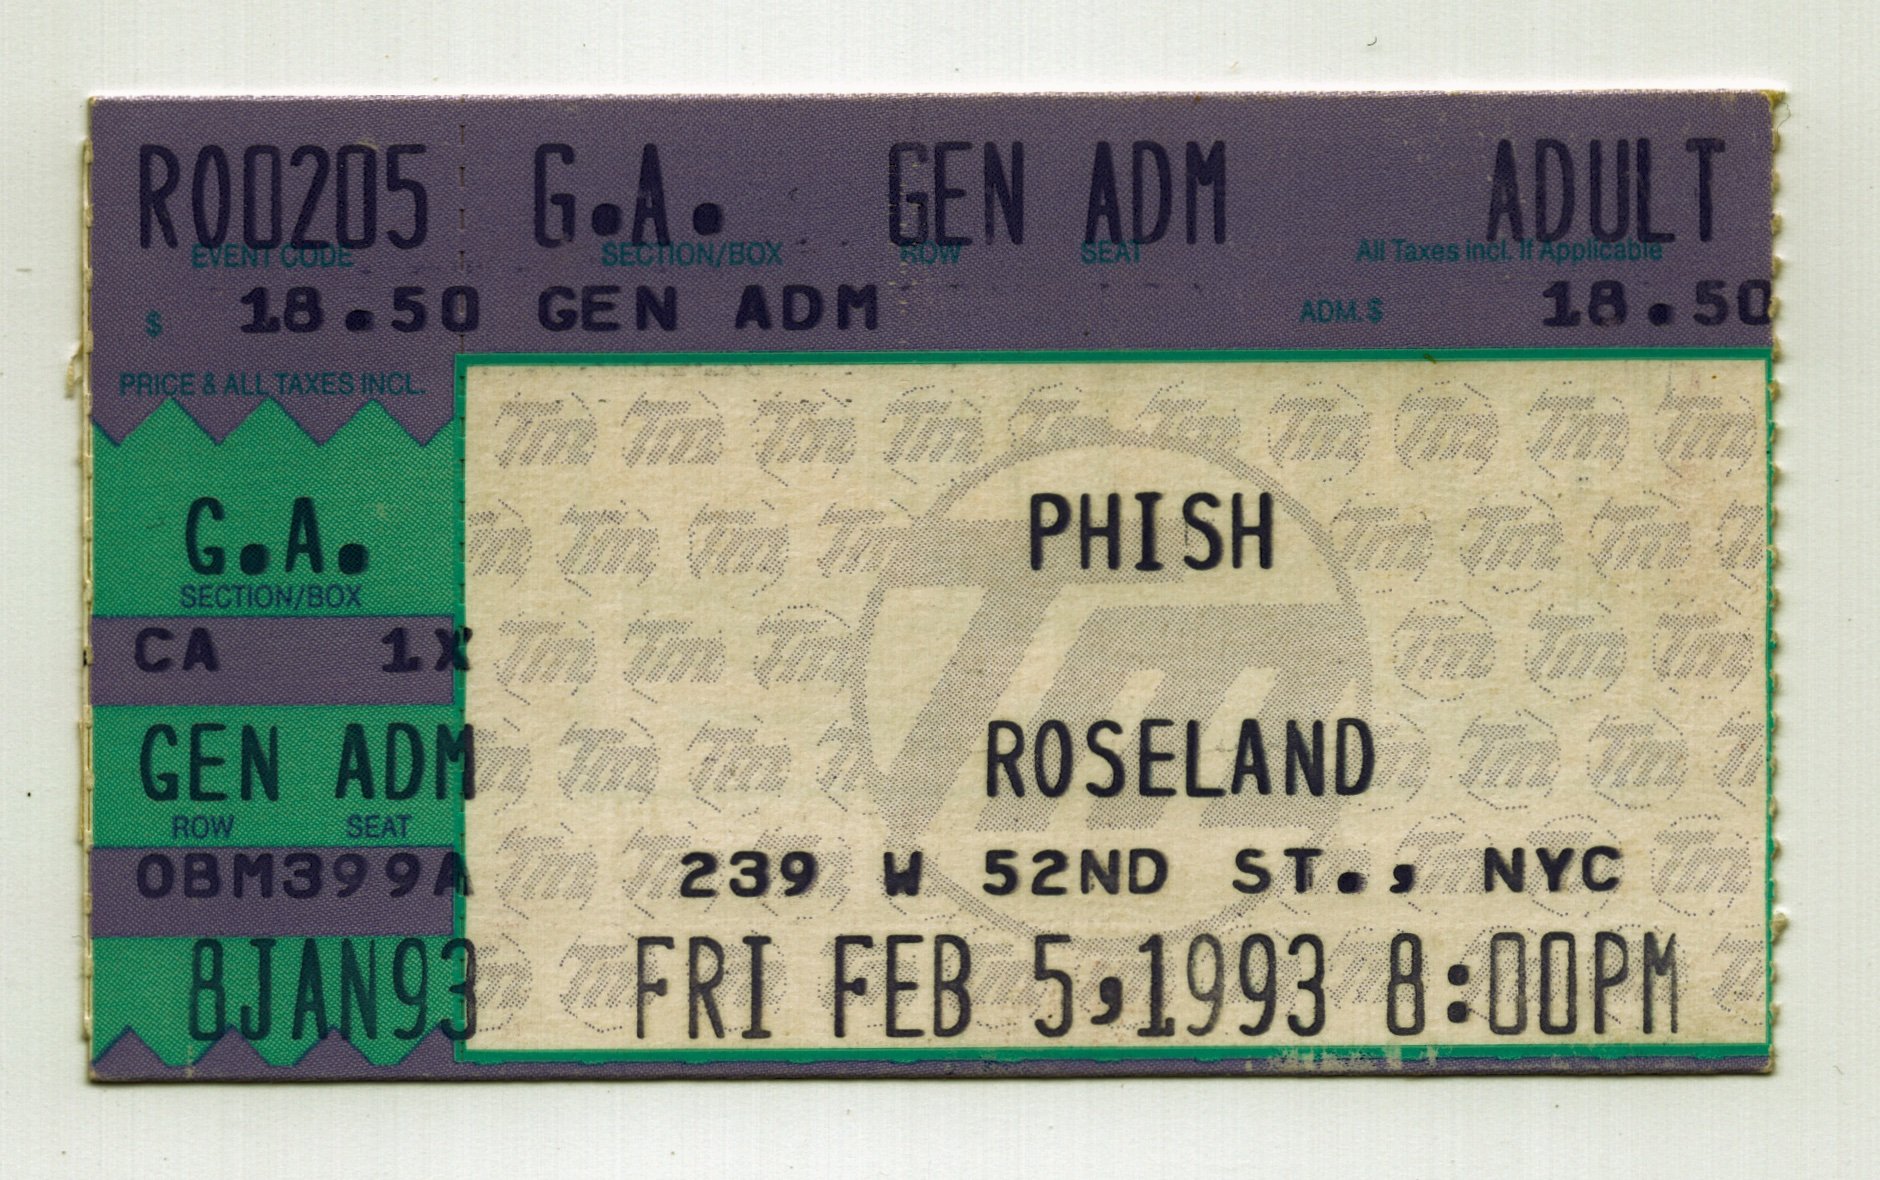 R00205 G.A. GEN ADM ADULT
EVENT CODE SECTION/BOX ROW SEAT All Taxes Incl. If Applicable
$ 18.50 GEN ADM ADM. $ 18.50
PRICE & ALL TAXES INCL.
G.A.
SECTION/BOX
CA 1X
GEN ADM
ROW SEAT
0BM399A
8JAN93
PHISH
ROSELAND
239 W 52ND ST., NYC
FRI FEB 5,1993 8:00PM